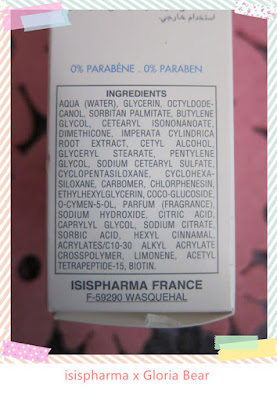 استخدام خارجي
0% PARABÈNE . 0% PARABEN
INGREDIENTS
AQUA (WATER), GLYCERIN, OCTYLDODE-
CANOL, SORBITAN PALMITATE, BUTYLENE
GLYCOL, CETEARYL ISONONANOATE,
DIMETHICONE, IMPERATA CYLINDRICA
ROOT EXTRACT, CETYL ALCOHOL,
GLYCERYL STEARATE, PENTYLENE
GLYCOL, SODIUM CETEARYL SULFATE,
CYCLOPENTASILOXANE, CYCLOHEXA-
SILOXANE, CARBOMER, CHLORPHENESIN,
ETHYLHEXYLGLYCERIN, COCO-GLUCOSIDE
O-CYMEN-5-OL, PARFUM (FRAGRANCE),
SODIUM HYDROXIDE, CITRIC ACID,
CAPRYLYL GLYCOL, SODIUM CITRATE,
SORBIC ACID, HEXYL CINNAMAL,
ACRYLATES/C10-30 ALKYL ACRYLATE
CROSSPOLYMER, LIMONENE, ACETYL
TETRAPEPTIDE-15, BIOTIN.
ISISPHARMA FRANCE
F-59290 WASQUEHAL
isispharma x Gloria Bear